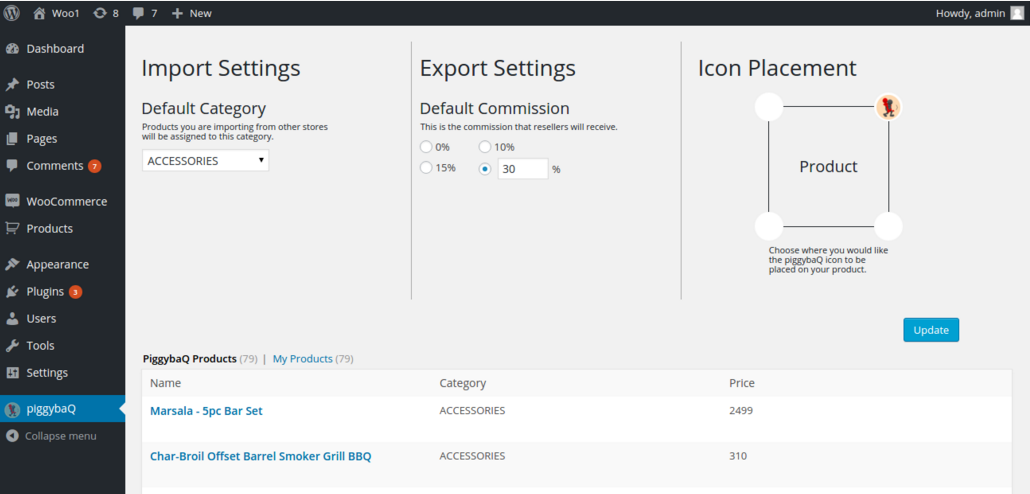 Woo1 8 7 New Howdy, admin
Dashboard
Posts
Media
Pages
Comments 7
WooCommerce
Products
Appearance
Plugins 3
Users
Tools
Settings
piggybaQ
Collapse menu
Import Settings
Default Category
Products you are importing from other stores
will be assigned to this category.
ACCESSORIES
Export Settings
Default Commission
This is the commission that resellers will receive.
0% 10%
15% 30 %
Icon Placement
Product
Choose where you would like
the piggybaQ icon to be
placed on your product.
Update
PiggybaQ Products (79) | My Products (79)
Name Category Price
Marsala - 5pc Bar Set ACCESSORIES 2499
Char-Broil Offset Barrel Smoker Grill BBQ ACCESSORIES 310